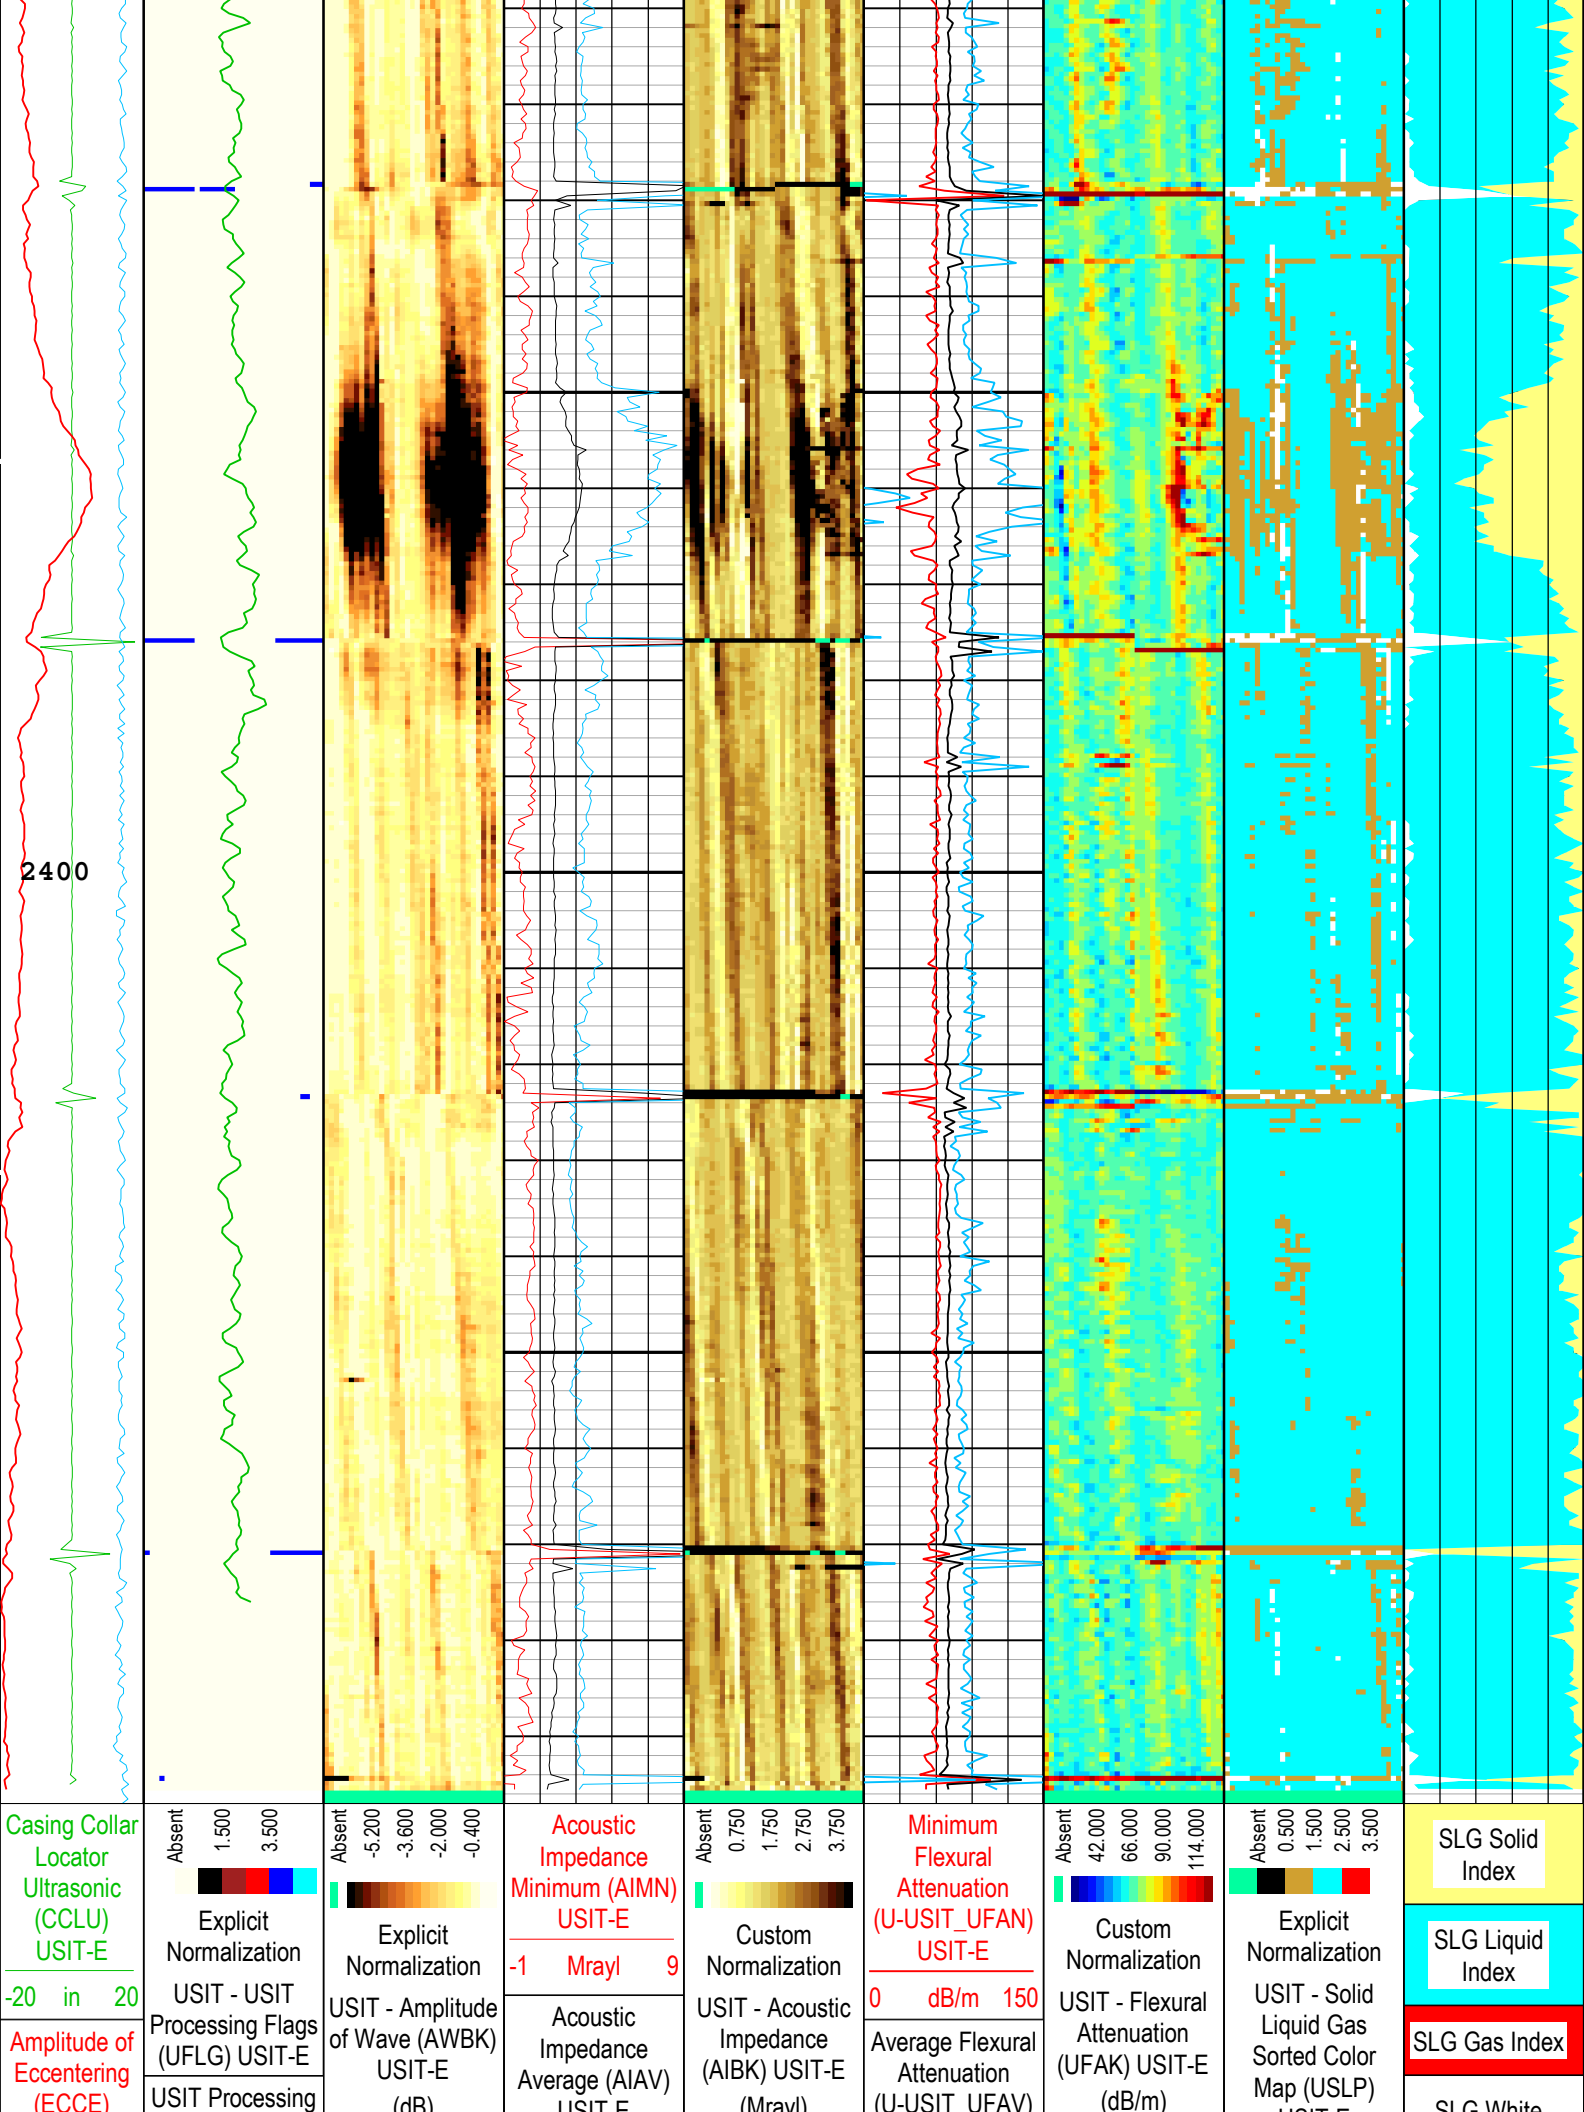 2400
Casing Collar
Locator
Ultrasonic
(CCLU)
USIT-E
-20 in 20
Amplitude of
Eccentering
(ECCE)
Absent 1.500 3.500
Explicit
Normalization
USIT - USIT
Processing Flags
(UFLG) USIT-E
USIT Processing
Absent -5.200 -3.600 -2.000 -0.400
Explicit
Normalization
USIT - Amplitude
of Wave (AWBK)
USIT-E
(dB)
Acoustic
Impedance
Minimum (AIMN)
USIT-E
-1 Mrayl 9
Acoustic
Impedance
Average (AIAV)
USIT-E
Absent 0.750 1.750 2.750 3.750
Custom
Normalization
USIT - Acoustic
Impedance
(AIBK) USIT-E
(Mrayl)
Minimum
Flexural
Attenuation
(U-USIT_UFAN)
USIT-E
0 dB/m 150
Average Flexural
Attenuation
(U-USIT_UFAV)
Absent 42.000 66.000 90.000 114.000
Custom
Normalization
USIT - Flexural
Attenuation
(UFAK) USIT-E
(dB/m)
Absent 0.500 1.500 2.500 3.500
Explicit
Normalization
USIT - Solid
Liquid Gas
Sorted Color
Map (USLP)
USIT-E
SLG Solid
Index
SLG Liquid
Index
SLG Gas Index
SLG White